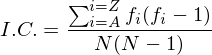 I.C. = \frac{\sum_{i=A}^{i=Z} f_i(f_i - 1)}{N(N - 1)}